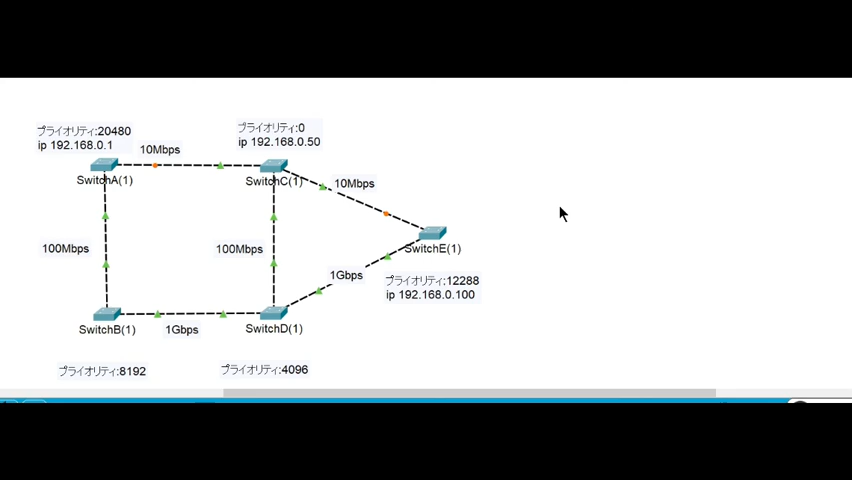 プライオリティ:20480
ip 192.168.0.1
プライオリティ:0
ip 192.168.0.50
10Mbps
SwitchA(1)
SwitchC(1)
10Mbps
100Mbps
100Mbps
SwitchE(1)
1Gbps
プライオリティ:12288
ip 192.168.0.100
SwitchB(1)
1Gbps
SwitchD(1)
プライオリティ:8192
プライオリティ:4096